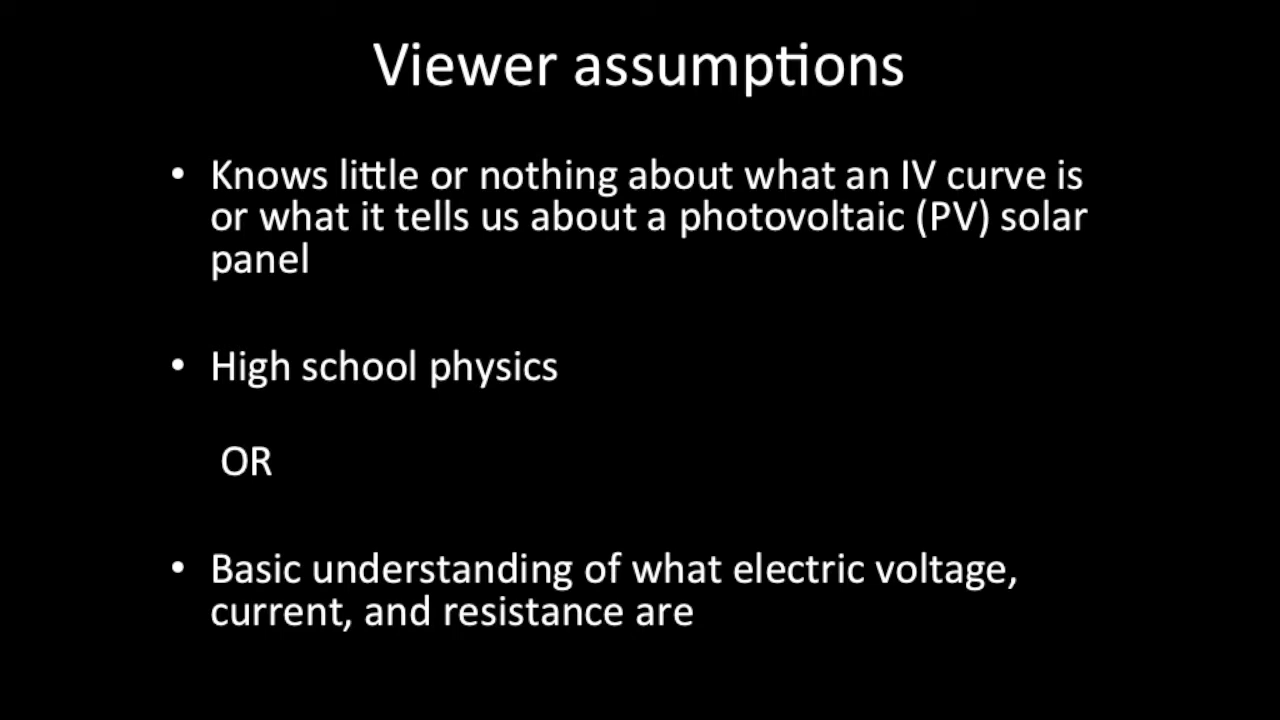 Viewer assumptions
• Knows little or nothing about what an IV curve is
or what it tells us about a photovoltaic (PV) solar
panel
• High school physics
OR
• Basic understanding of what electric voltage,
current, and resistance are